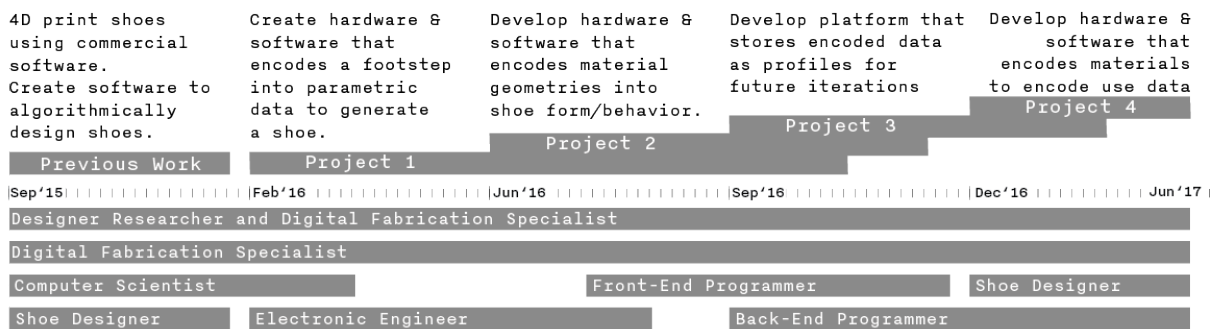 4D print shoes
using commercial
software.
Create software to
algorithmically
design shoes.
Create hardware &
software that
encodes a footstep
into parametric
data to generate
a shoe.
Develop hardware &
software that
encodes material
geometries into
shoe form/behavior.
Develop platform that
stores encoded data
as profiles for
future iterations
Develop hardware &
software that
encodes materials
to encode use data
Previous Work
Project 1
Project 2
Project 3
Project 4
Sep‘15
Feb‘16
Jun‘16
Sep‘16
Dec‘16
Jun‘17
Designer Researcher and Digital Fabrication Specialist
Digital Fabrication Specialist
Computer Scientist
Front-End Programmer
Shoe Designer
Shoe Designer
Electronic Engineer
Back-End Programmer